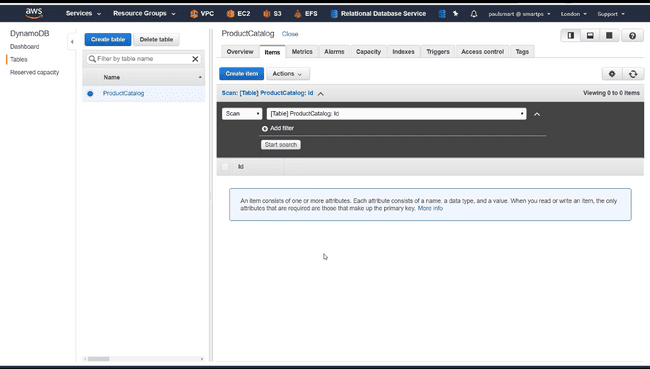 aws Services Resource Groups VPC EC2 S3 EFS Relational Database Service paulsmart @ smartps London Support
DynamoDB
Dashboard
Tables
Reserved capacity
Create table Delete table
Filter by table name
Name
ProductCatalog
ProductCatalog Close
Overview Items Metrics Alarms Capacity Indexes Triggers Access control Tags
Create item Actions
Scan: [Table] ProductCatalog: Id Viewing 0 to 0 items
Scan [Table] ProductCatalog: Id
Add filter
Start search
Id
An item consists of one or more attributes. Each attribute consists of a name, a data type, and a value. When you read or write an item, the only
attributes that are required are those that make up the primary key. More info